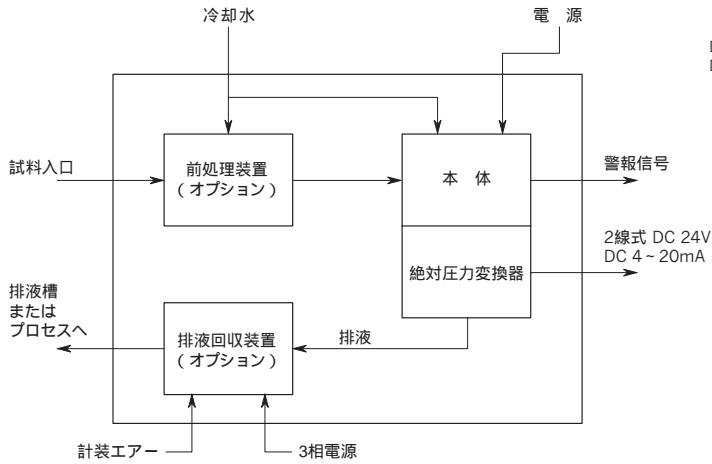 冷却水
電 源
試料入口
前処理装置
(オプション)
本 体
警報信号
2線式 DC 24V
DC 4~20mA
絶対圧力変換器
排液槽
または
プロセスへ
排液回収装置
(オプション)
排液
計装エアー
3相電源